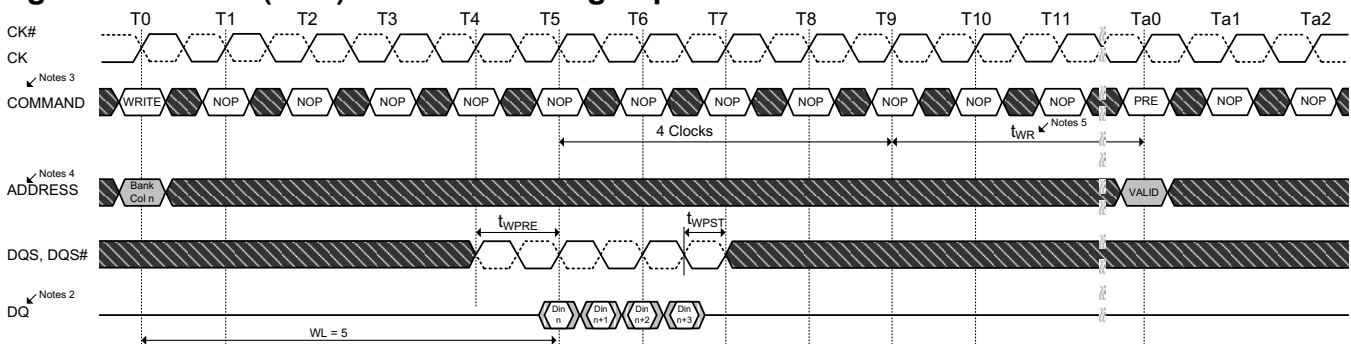 T0 T1 T2 T3 T4 T5 T6 T7 T8 T9 T10 T11 Ta0 Ta1 Ta2
CK#
CK
Notes 3
COMMAND WRITE NOP NOP NOP NOP NOP NOP NOP NOP NOP NOP NOP PRE NOP NOP
4 Clocks tWR Notes 5
Notes 4
ADDRESS Bank Col n VALID
tWPRE tWPST
DQS, DQS#
Notes 2
DQ Din n Din n+1 Din n+2 Din n+3
WL = 5